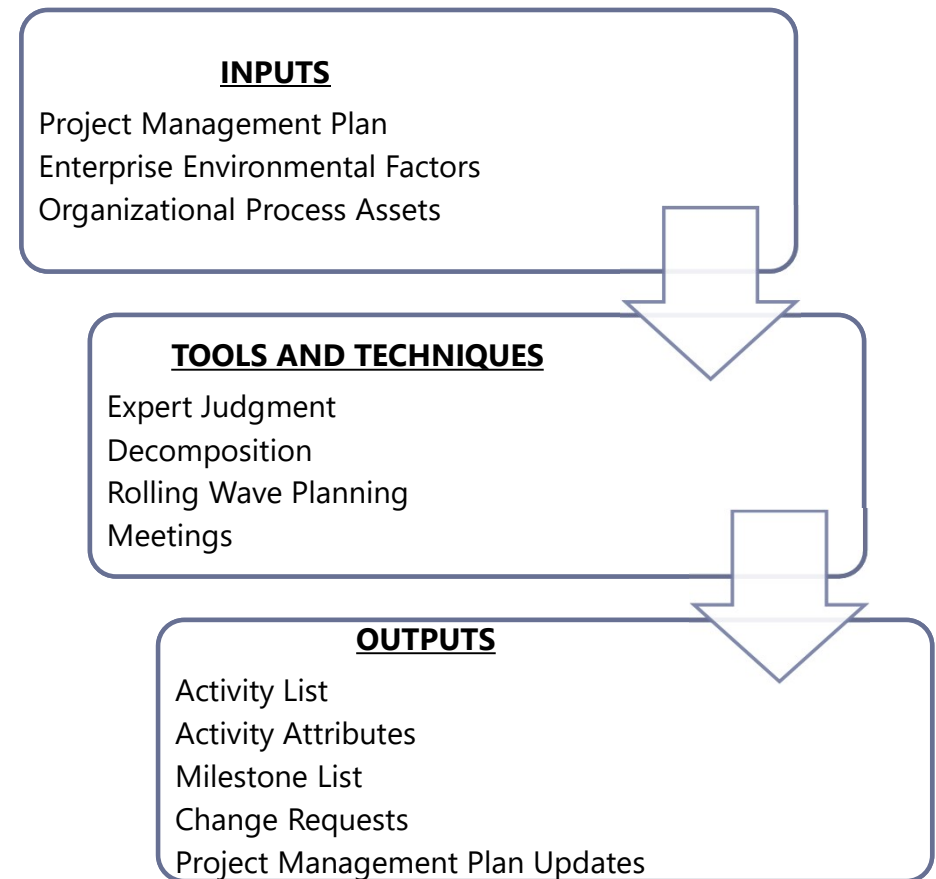 INPUTS
Project Management Plan
Enterprise Environmental Factors
Organizational Process Assets
TOOLS AND TECHNIQUES
Expert Judgment
Decomposition
Rolling Wave Planning
Meetings
OUTPUTS
Activity List
Activity Attributes
Milestone List
Change Requests
Project Management Plan Updates